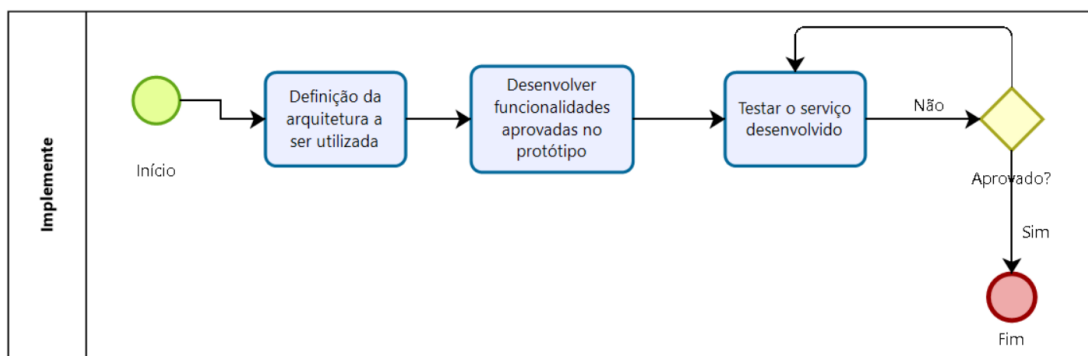 Implemente
Início
Definição da
arquitetura a
ser utilizada
Desenvolver
funcionalidades
aprovadas no
protótipo
Testar o serviço
desenvolvido
Não
Aprovado?
Sim
Fim